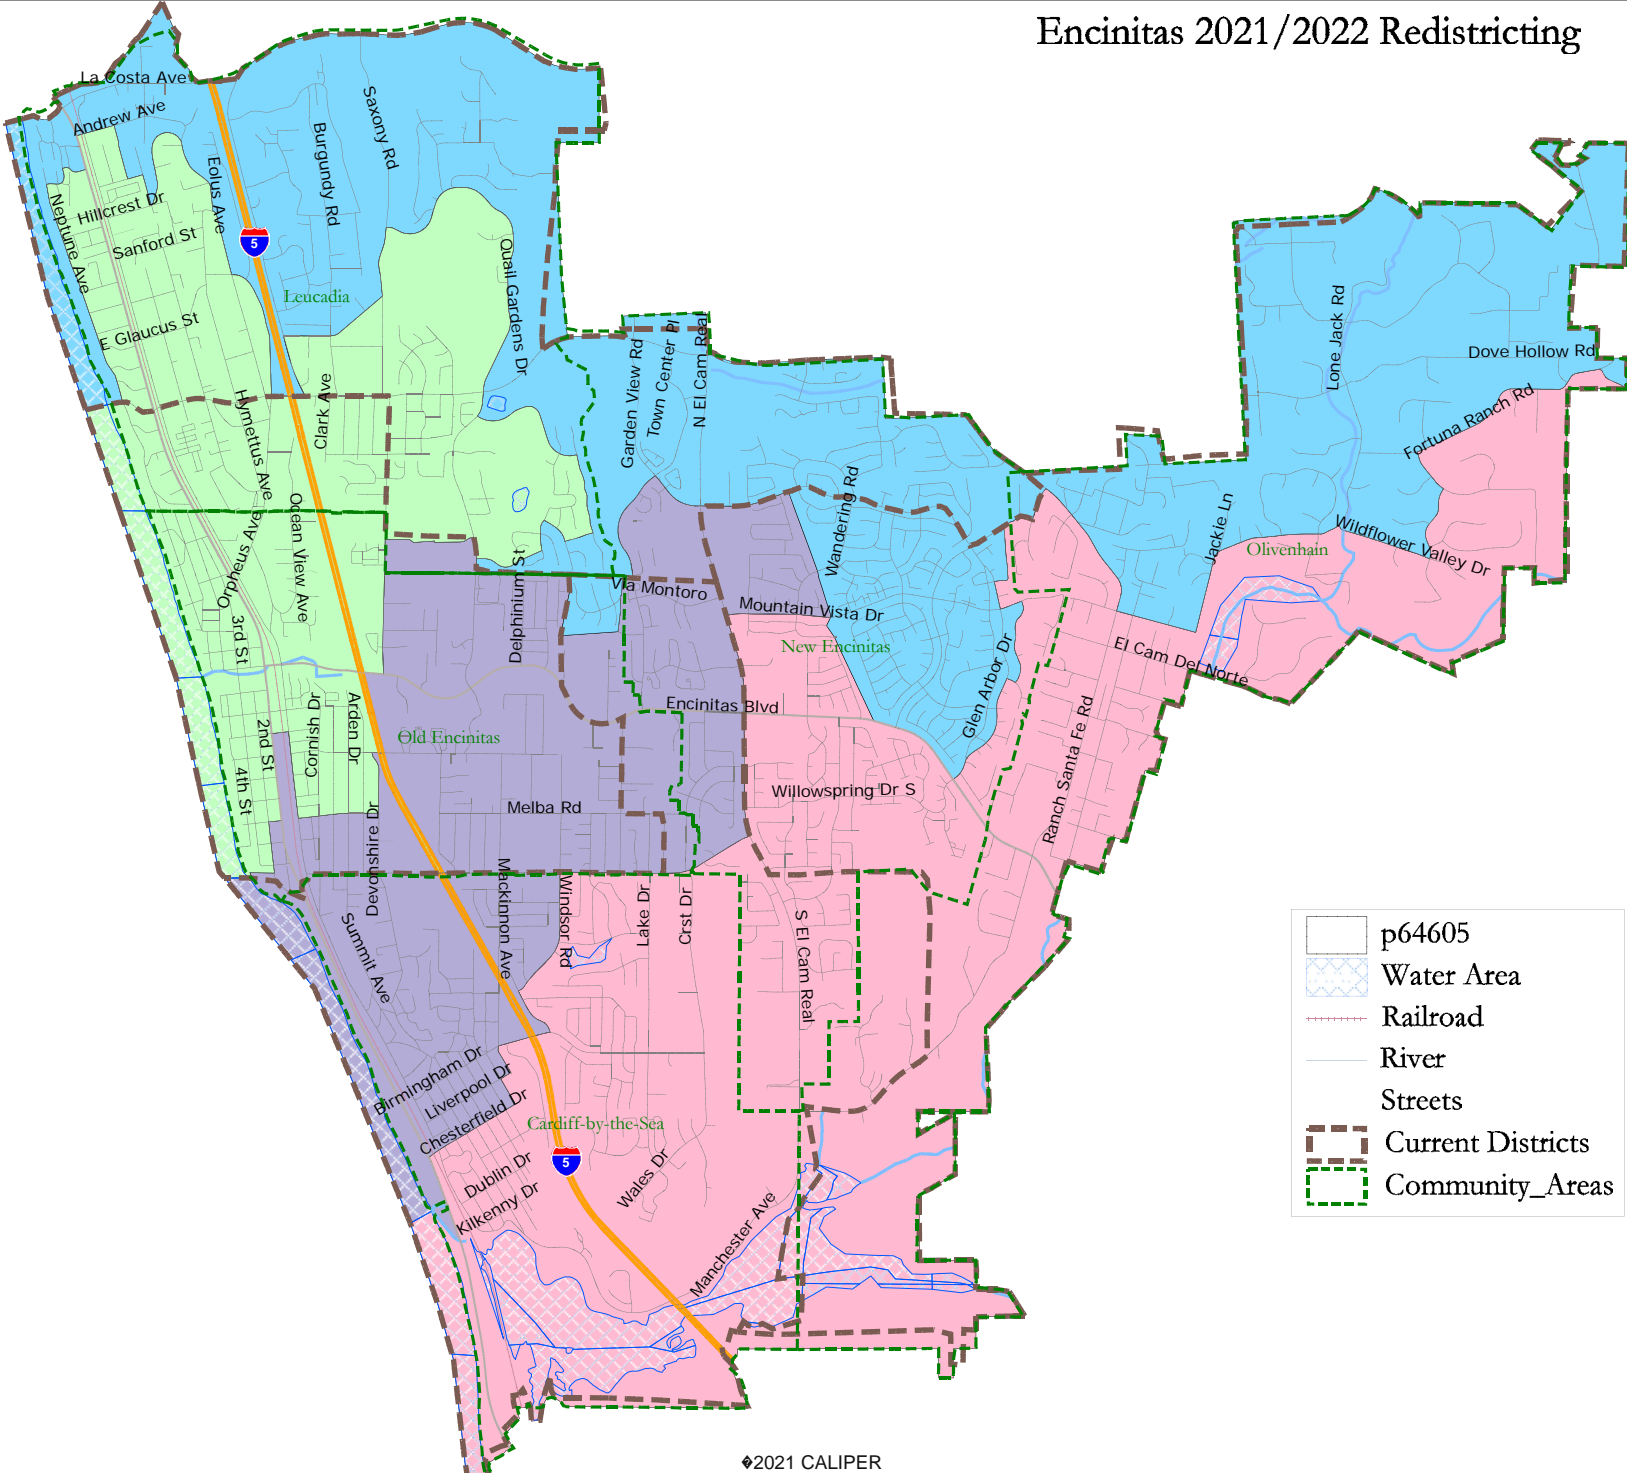 Encinitas 2021/2022 Redistricting
La Costa Ave
Andrew Ave
Saxony Rd
Burgundy Rd
Eolus Ave
Neptune Ave
Hillcrest Dr
Sanford St
5
Quail Gardens Dr
Leucadia
E Glaucus St
Garden View Rd
Town Center Pl
N El Cam Real
Lone Jack Rd
Dove Hollow Rd
Fortuna Ranch Rd
Hymettus Ave
Clark Ave
Ocean View Ave
Orpheus Ave
Wandering Rd
Jackie Ln
Wildflower Valley Dr
Olivenhain
Delphinium St
Via Montoro
Mountain Vista Dr
New Encinitas
3rd St
Glen Arbor Dr
El Cam Del Norte
Encinitas Blvd
Ranch Santa Fe Rd
2nd St
Cornish Dr
Arden Dr
Old Encinitas
4th St
Melba Rd
Willowspring Dr S
Devonshire Dr
Mackinnon Ave
Windsor Rd
Lake Dr
Crst Dr
S El Cam Real
Summit Ave
Birmingham Dr
Liverpool Dr
Chesterfield Dr
Cardiff-by-the-Sea
5
Dublin Dr
Kilkenny Dr
Wales Dr
Manchester Ave
p64605
Water Area
Railroad
River
Streets
Current Districts
Community_Areas
�2021 CALIPER